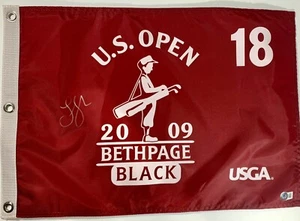 U.S. OPEN
18
20 09
BETHPAGE
BLACK
USGA.